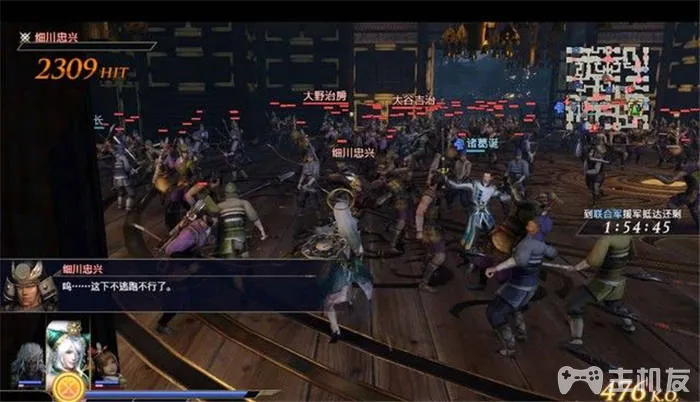 细川忠兴
2309 HIT
大野治房
大谷吉治
长
诸葛诞
细川忠兴
到联合军援军抵达还剩
1:54:45
细川忠兴
呜……这下不逃跑不行了。
476 K.O.
主机友